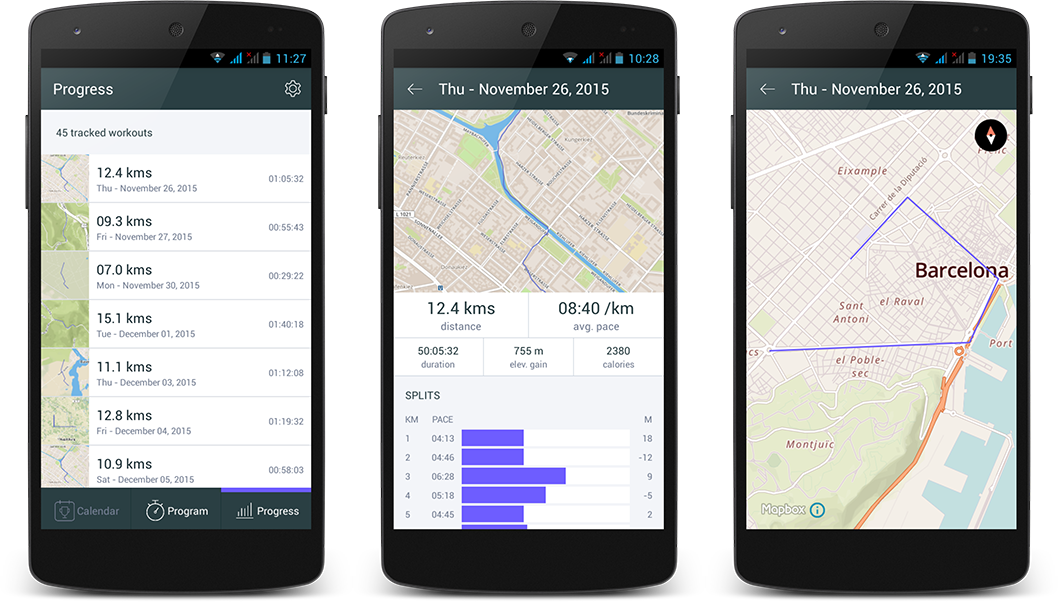 11:27
Progress
45 tracked workouts
12.4 kms
Thu - November 26, 2015
01:05:32
09.3 kms
Fri - November 27, 2015
00:55:43
07.0 kms
Mon - November 30, 2015
00:29:22
15.1 kms
Tue - December 01, 2015
01:40:18
11.1 kms
Thu - December 03, 2015
01:12:08
12.8 kms
Fri - December 04, 2015
01:19:32
10.9 kms
Sat - December 05, 2015
00:58:03
Calendar
Program
Progress
10:28
Thu - November 26, 2015
L 1021
12.4 kms
distance
08:40 /km
avg. pace
50:05:32
duration
755 m
elev. gain
2380
calories
SPLITS
KM PACE M
1 04:13 18
2 04:46 -12
3 06:28 9
4 05:18 -5
5 04:45 2
19:35
Thu - November 26, 2015
Eixample
Carrer de la Diputació
Barcelona
el Raval
Sant
Antoni
Port
el Poble-
sec
Montjuic
Mapbox